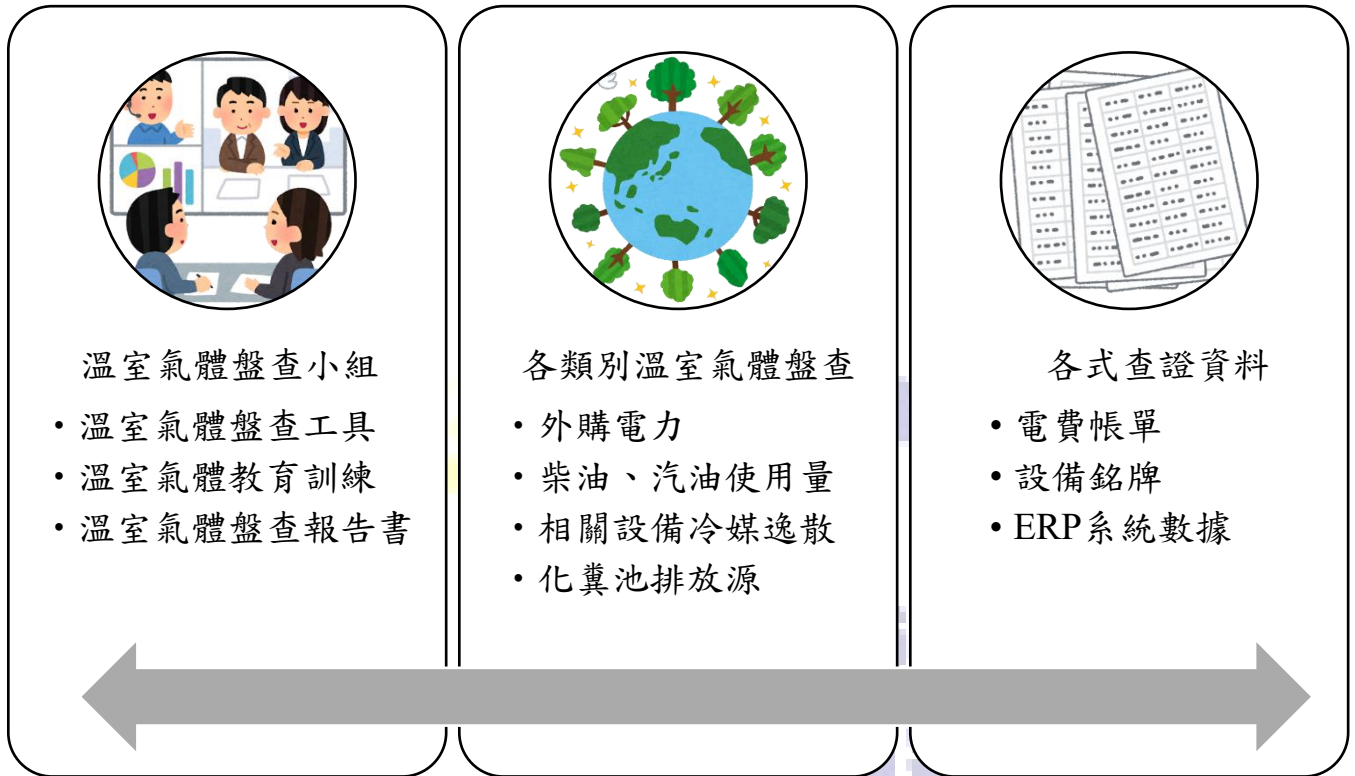 溫室氣體盤查小組
• 溫室氣體盤查工具
• 溫室氣體教育訓練
• 溫室氣體盤查報告書
各類別溫室氣體盤查
• 外購電力
• 柴油、汽油使用量
• 相關設備冷媒逸散
• 化糞池排放源
各式查證資料
• 電費帳單
• 設備銘牌
• ERP系統數據